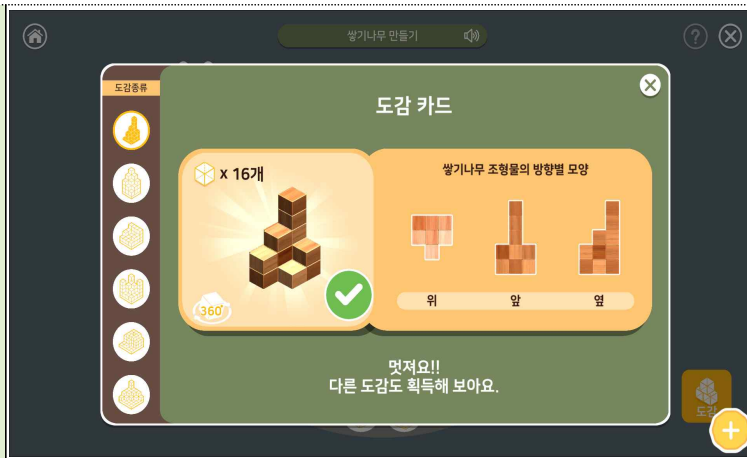 쌓기나무 만들기
?
도감종류
도감 카드
x 16개
쌓기나무 조형물의 방향별 모양
360°
위
앞
옆
멋져요!!
다른 도감도 획득해 보아요.
도감